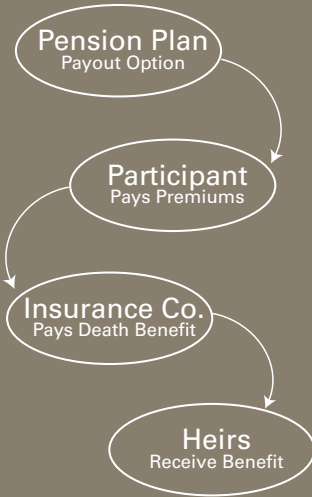 Pension Plan
Payout Option
Participant
Pays Premiums
Insurance Co.
Pays Death Benefit
Heirs
Receive Benefit